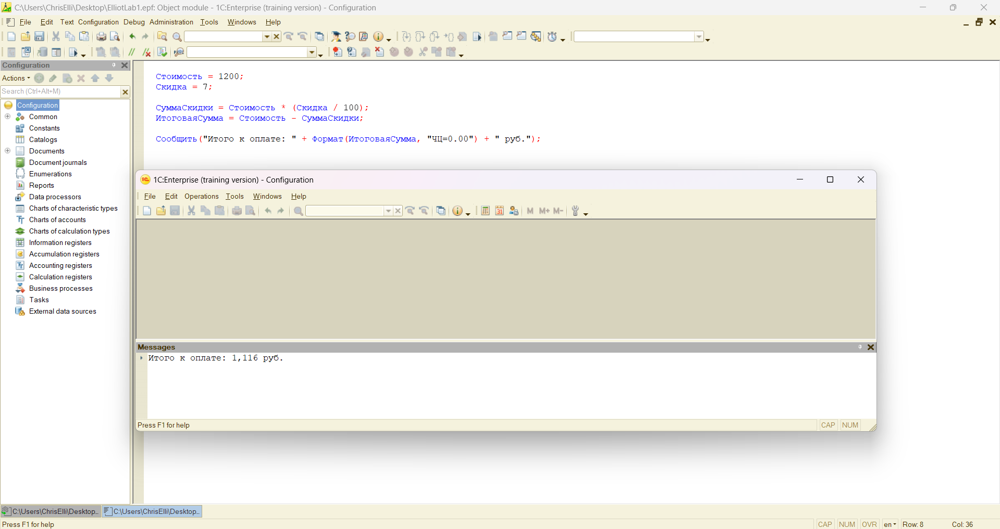 C:\Users\ChrisElli\Desktop\ElliotLab1.epf: Object module - 1C:Enterprise (training version) - Configuration
File Edit Text Configuration Debug Administration Tools Windows Help
Configuration
Actions
Search (Ctrl+Alt+M)
Configuration
Common
Constants
Catalogs
Documents
Document journals
Enumerations
Reports
Data processors
Charts of characteristic types
Charts of accounts
Charts of calculation types
Information registers
Accumulation registers
Accounting registers
Calculation registers
Business processes
Tasks
External data sources
Стоимость = 1200;
Скидка = 7;
СуммаСкидки = Стоимость * (Скидка / 100);
ИтоговаяСумма = Стоимость - СуммаСкидки;
Сообщить("Итого к оплате: " + Формат(ИтоговаяСумма, "ЧЦ=0.00") + " руб.");
1C:Enterprise (training version) - Configuration
File Edit Operations Tools Windows Help
31 M M+ M-
Messages
Итого к оплате: 1,116 руб.
Press F1 for help
CAP NUM
C:\Users\ChrisElli\Desktop... C:\Users\ChrisElli\Desktop...
Press F1 for help
CAP NUM OVR en Row: 8 Col: 36